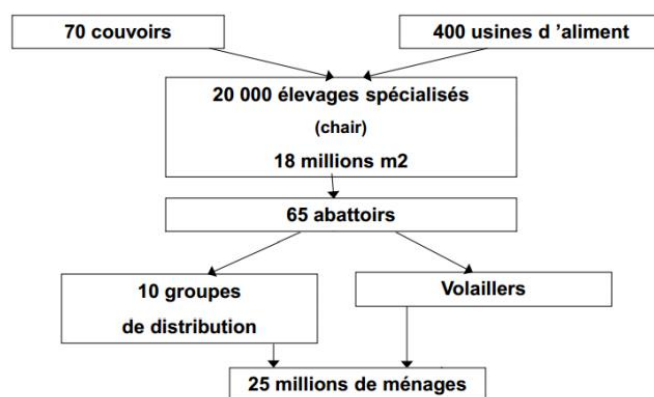 70 couvoirs
400 usines d ’aliment
20 000 élevages spécialisés
(chair)
18 millions m2
65 abattoirs
10 groupes
de distribution
Volaillers
25 millions de ménages